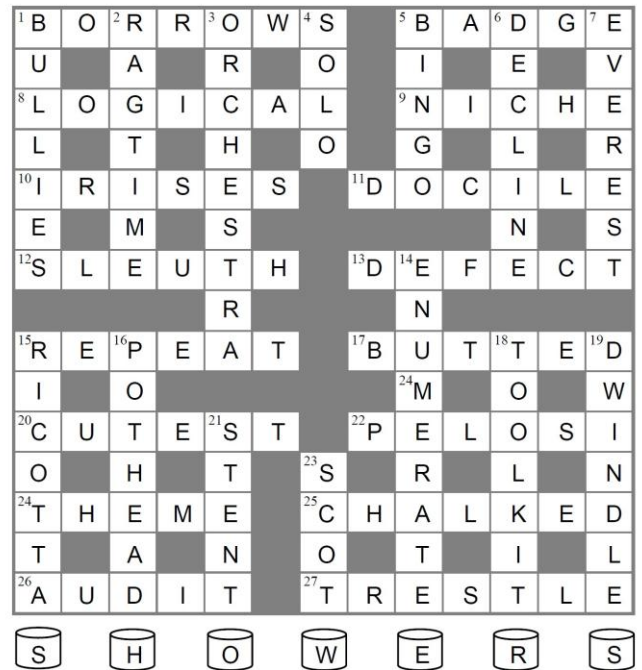 1B O 2R R 3O W 4S 5B A 6D G 7E
U A R O I E V
8L O G I C A L 9N I C H E
L T H O G L R
10I R I S E S 11D O C I L E
E M S N S
12S L E U T H 13D 14E F E C T
R N
15R E 16P E A T 17B U T 18T E 19D
I O 24M O W
20C U T E 21S T 22P E L O S I
O H T 23S R L N
24T H E M E 25C H A L K E D
T A N O T I L
26A U D I T 27T R E S T L E
S H O W E R S